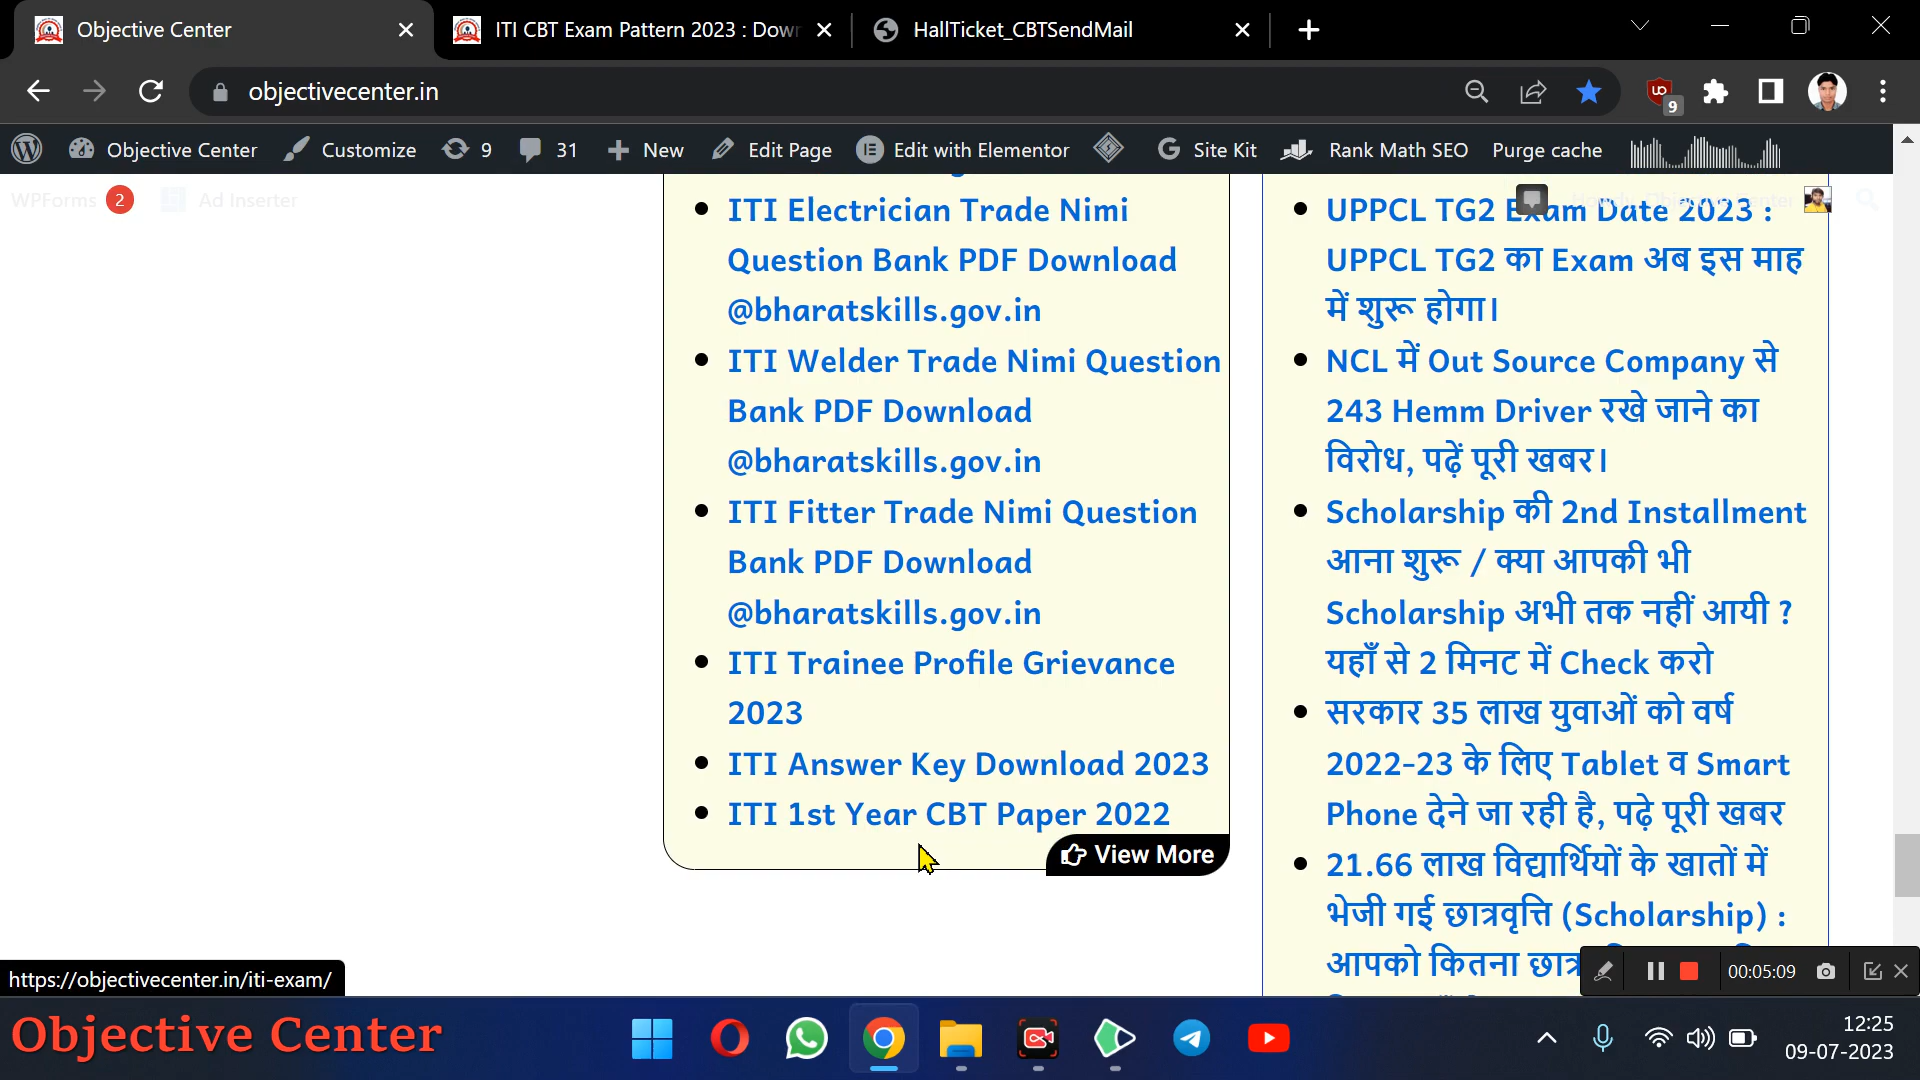 Objective Center
ITI CBT Exam Pattern 2023 : Down
HallTicket_CBTSendMail
objectivecenter.in
9
Objective Center
Customize
9
31
New
Edit Page
Edit with Elementor
Site Kit
Rank Math SEO
Purge cache
WPForms 2
Ad Inserter
ITI Electrician Trade Nimi
Question Bank PDF Download
@bharatskills.gov.in
ITI Welder Trade Nimi Question
Bank PDF Download
@bharatskills.gov.in
ITI Fitter Trade Nimi Question
Bank PDF Download
@bharatskills.gov.in
ITI Trainee Profile Grievance
2023
ITI Answer Key Download 2023
ITI 1st Year CBT Paper 2022
View More
UPPCL TG2 Exam Date 2023 :
UPPCL TG2 का Exam अब इस माह
में शुरू होगा।
NCL में Out Source Company से
243 Hemm Driver रखे जाने का
विरोध, पढ़ें पूरी खबर।
Scholarship की 2nd Installment
आना शुरू / क्या आपकी भी
Scholarship अभी तक नहीं आयी ?
यहाँ से 2 मिनट में Check करो
सरकार 35 लाख युवाओं को वर्ष
2022-23 के लिए Tablet व Smart
Phone देने जा रही है, पढ़े पूरी खबर
21.66 लाख विद्यार्थियों के खातों में
भेजी गई छात्रवृत्ति (Scholarship) :
आपको कितना
00:05:09
https://objectivecenter.in/iti-exam/
Objective Center
12:25
09-07-2023